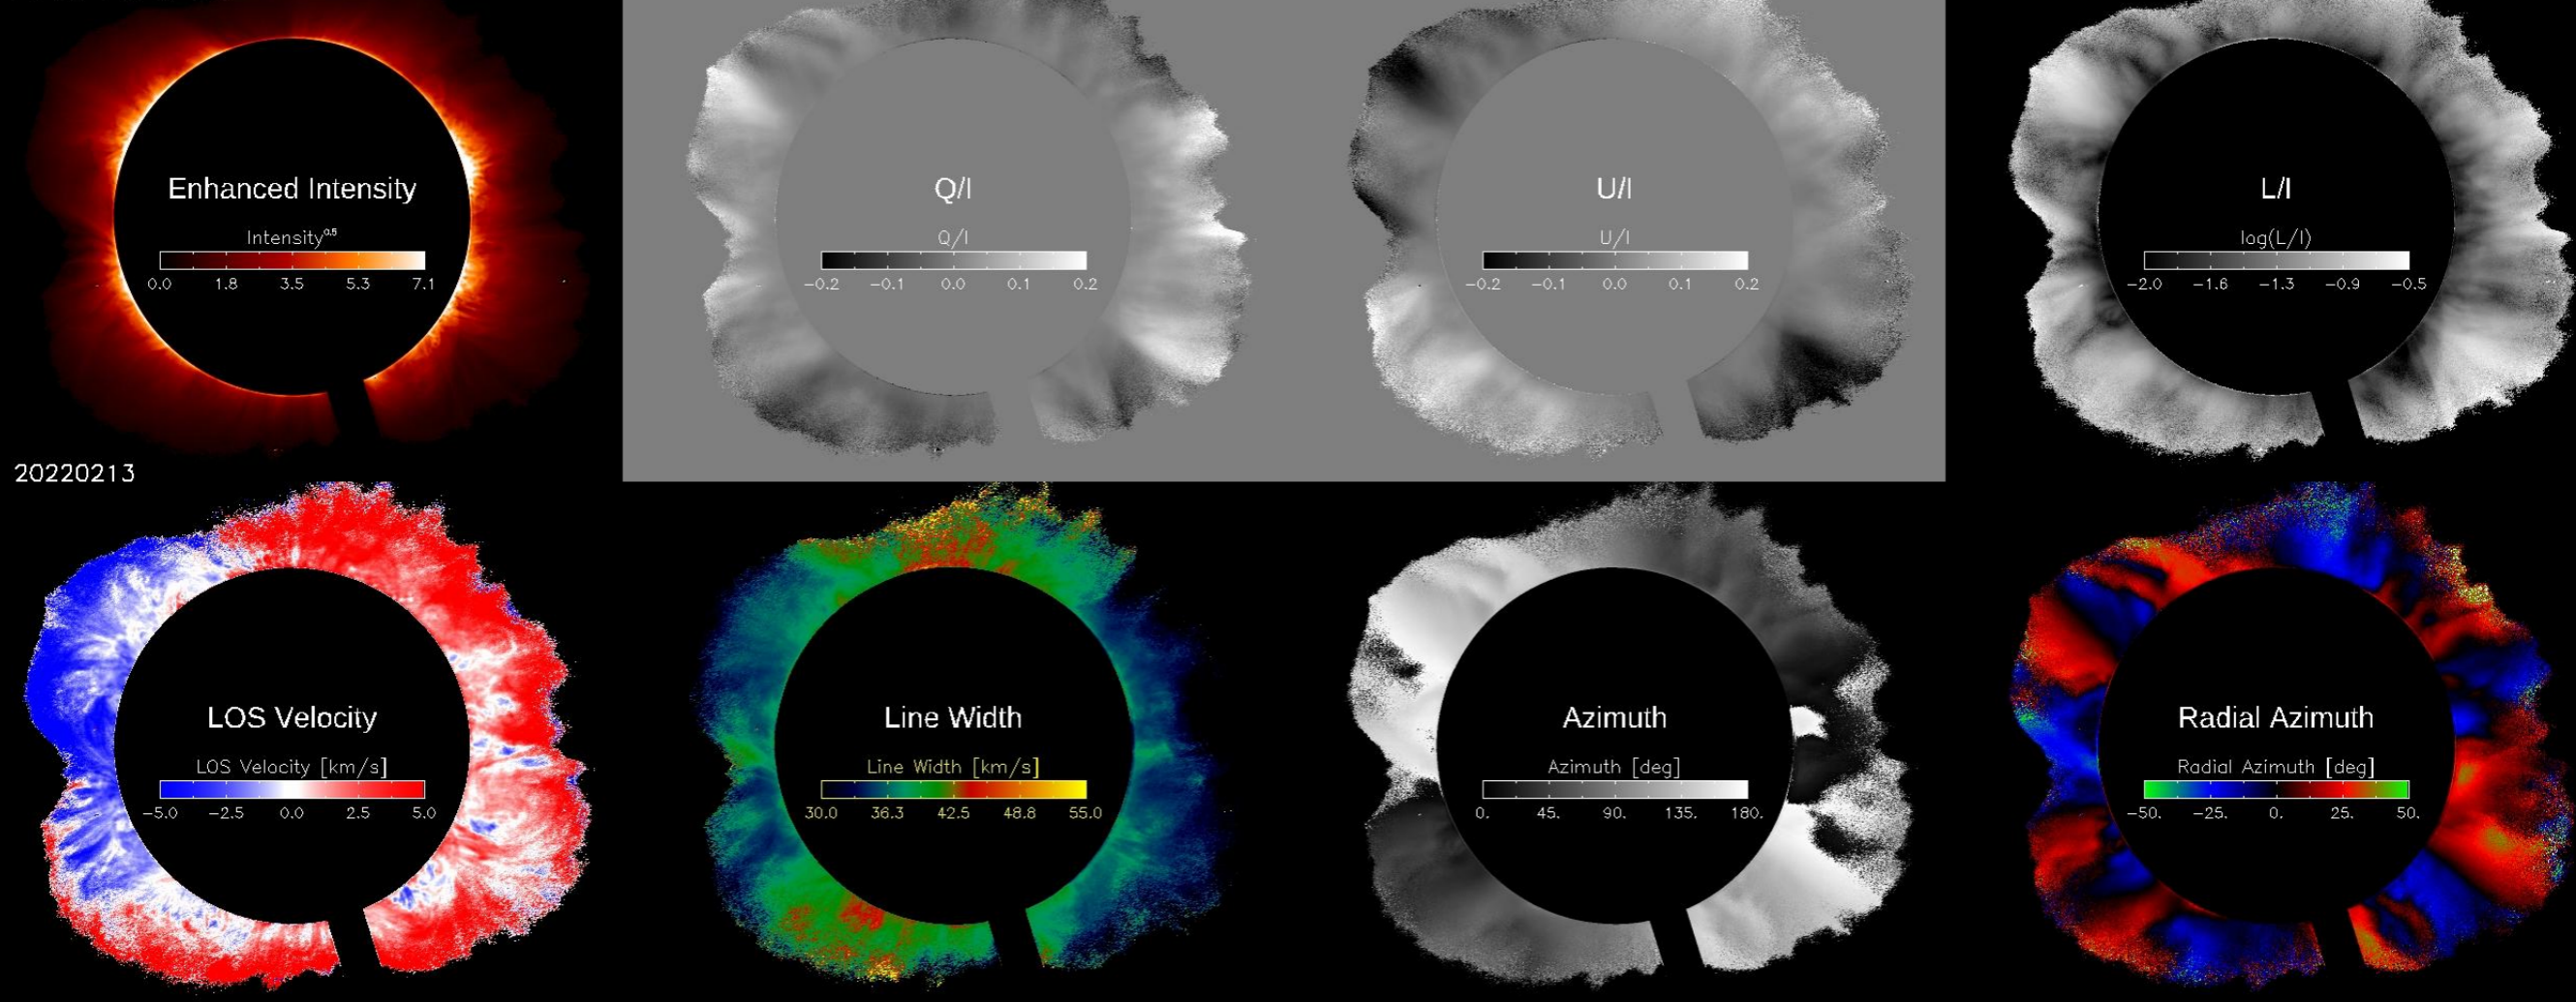 Enhanced Intensity
Intensity⁰·⁵
0.0 1.8 3.5 5.3 7.1
Q/I
Q/I
−0.2 −0.1 0.0 0.1 0.2
U/I
U/I
−0.2 −0.1 0.0 0.1 0.2
L/I
log(L/I)
−2.0 −1.6 −1.3 −0.9 −0.5
20220213
LOS Velocity
LOS Velocity [km/s]
−5.0 −2.5 0.0 2.5 5.0
Line Width
Line Width [km/s]
30.0 36.3 42.5 48.8 55.0
Azimuth
Azimuth [deg]
0. 45. 90. 135. 180.
Radial Azimuth
Radial Azimuth [deg]
−50. −25. 0. 25. 50.